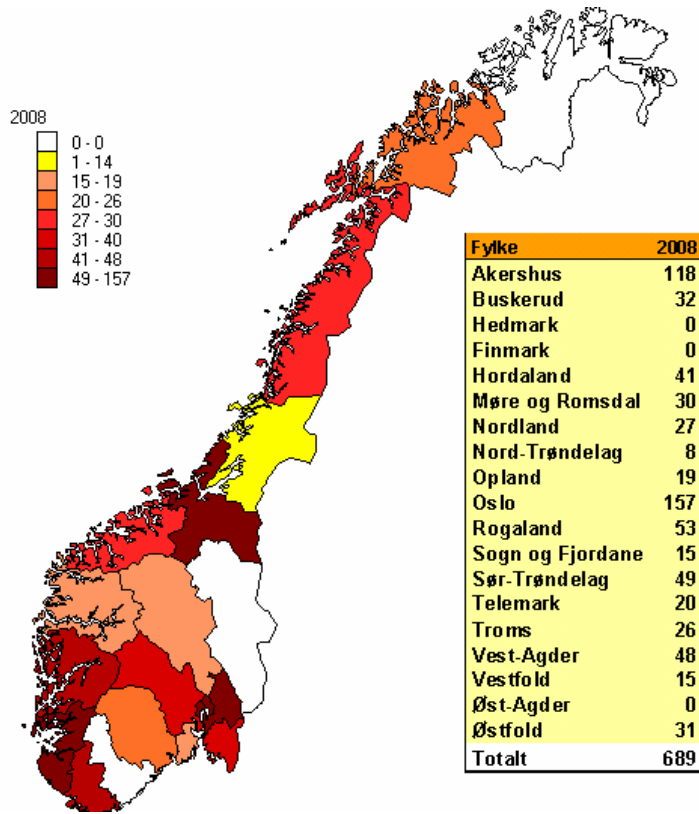 2008
0 - 0
1 - 14
15 - 19
20 - 26
27 - 30
31 - 40
41 - 48
49 - 157
Fylke 2008
Akershus 118
Buskerud 32
Hedmark 0
Finmark 0
Hordaland 41
Møre og Romsdal 30
Nordland 27
Nord-Trøndelag 8
Opland 19
Oslo 157
Rogaland 53
Sogn og Fjordane 15
Sør-Trøndelag 49
Telemark 20
Troms 26
Vest-Agder 48
Vestfold 15
Øst-Agder 0
Østfold 31
Totalt 689